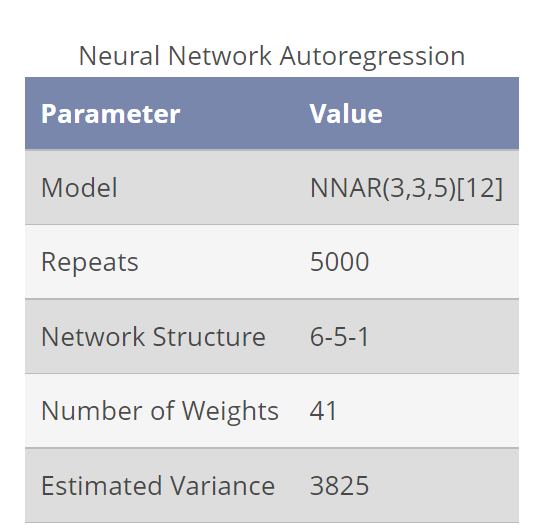 Neural Network Autoregression
Parameter Value
Model NNAR(3,3,5)[12]
Repeats 5000
Network Structure 6-5-1
Number of Weights 41
Estimated Variance 3825